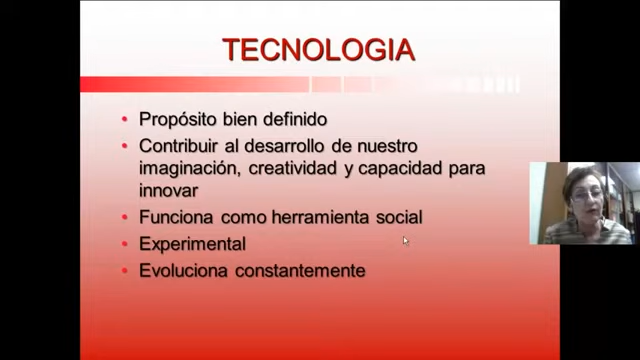 TECNOLOGIA
• Propósito bien definido
• Contribuir al desarrollo de nuestro
imaginación, creatividad y capacidad para
innovar
• Funciona como herramienta social
• Experimental
• Evoluciona constantemente